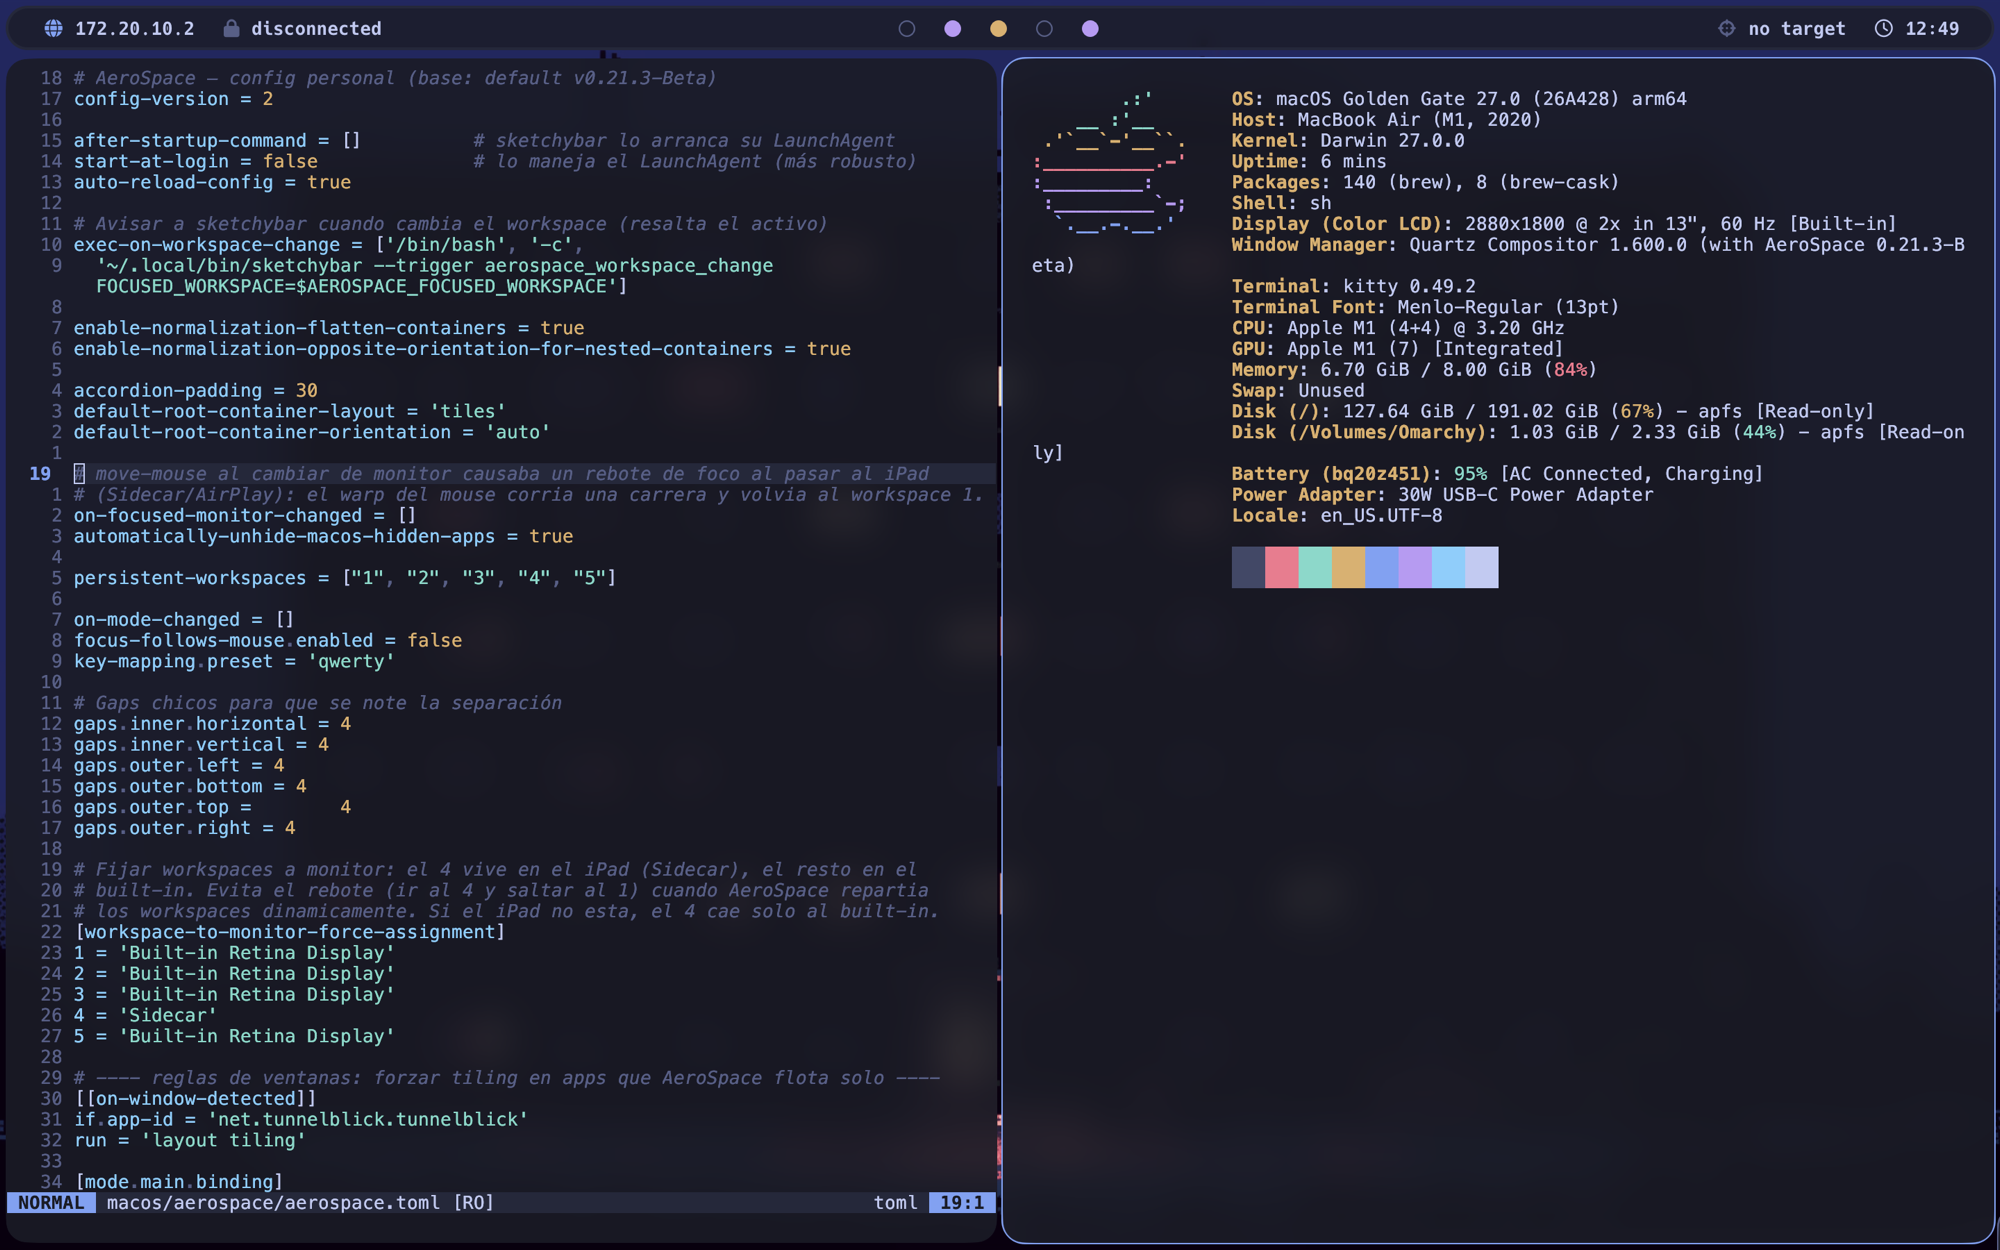 172.20.10.2 disconnected no target 12:49
18 # AeroSpace — config personal (base: default v0.21.3-Beta)
17 config-version = 2
16
15 after-startup-command = [] # sketchybar lo arranca su LaunchAgent
14 start-at-login = false # lo maneja el LaunchAgent (más robusto)
13 auto-reload-config = true
12
11 # Avisar a sketchybar cuando cambia el workspace (resalta el activo)
10 exec-on-workspace-change = ['/bin/bash', '-c',
9 '~/.local/bin/sketchybar --trigger aerospace_workspace_change
FOCUSED_WORKSPACE=$AEROSPACE_FOCUSED_WORKSPACE']
8
7 enable-normalization-flatten-containers = true
6 enable-normalization-opposite-orientation-for-nested-containers = true
5
4 accordion-padding = 30
3 default-root-container-layout = 'tiles'
2 default-root-container-orientation = 'auto'
1
19 # move-mouse al cambiar de monitor causaba un rebote de foco al pasar al iPad
1 # (Sidecar/AirPlay): el warp del mouse corria una carrera y volvia al workspace 1.
2 on-focused-monitor-changed = []
3 automatically-unhide-macos-hidden-apps = true
4
5 persistent-workspaces = ["1", "2", "3", "4", "5"]
6
7 on-mode-changed = []
8 focus-follows-mouse.enabled = false
9 key-mapping.preset = 'qwerty'
10
11 # Gaps chicos para que se note la separación
12 gaps.inner.horizontal = 4
13 gaps.inner.vertical = 4
14 gaps.outer.left = 4
15 gaps.outer.bottom = 4
16 gaps.outer.top = 4
17 gaps.outer.right = 4
18
19 # Fijar workspaces a monitor: el 4 vive en el iPad (Sidecar), el resto en el
20 # built-in. Evita el rebote (ir al 4 y saltar al 1) cuando AeroSpace repartia
21 # los workspaces dinamicamente. Si el iPad no esta, el 4 cae solo al built-in.
22 [workspace-to-monitor-force-assignment]
23 1 = 'Built-in Retina Display'
24 2 = 'Built-in Retina Display'
25 3 = 'Built-in Retina Display'
26 4 = 'Sidecar'
27 5 = 'Built-in Retina Display'
28
29 # ---- reglas de ventanas: forzar tiling en apps que AeroSpace flota solo ----
30 [[on-window-detected]]
31 if.app-id = 'net.tunnelblick.tunnelblick'
32 run = 'layout tiling'
33
34 [mode.main.binding]
NORMAL macos/aerospace/aerospace.toml [RO] toml 19:1
OS: macOS Golden Gate 27.0 (26A428) arm64
Host: MacBook Air (M1, 2020)
Kernel: Darwin 27.0.0
Uptime: 6 mins
Packages: 140 (brew), 8 (brew-cask)
Shell: sh
Display (Color LCD): 2880x1800 @ 2x in 13", 60 Hz [Built-in]
Window Manager: Quartz Compositor 1.600.0 (with AeroSpace 0.21.3-B
eta)
Terminal: kitty 0.49.2
Terminal Font: Menlo-Regular (13pt)
CPU: Apple M1 (4+4) @ 3.20 GHz
GPU: Apple M1 (7) [Integrated]
Memory: 6.70 GiB / 8.00 GiB (84%)
Swap: Unused
Disk (/): 127.64 GiB / 191.02 GiB (67%) - apfs [Read-only]
Disk (/Volumes/Omarchy): 1.03 GiB / 2.33 GiB (44%) - apfs [Read-on
ly]
Battery (bq20z451): 95% [AC Connected, Charging]
Power Adapter: 30W USB-C Power Adapter
Locale: en_US.UTF-8